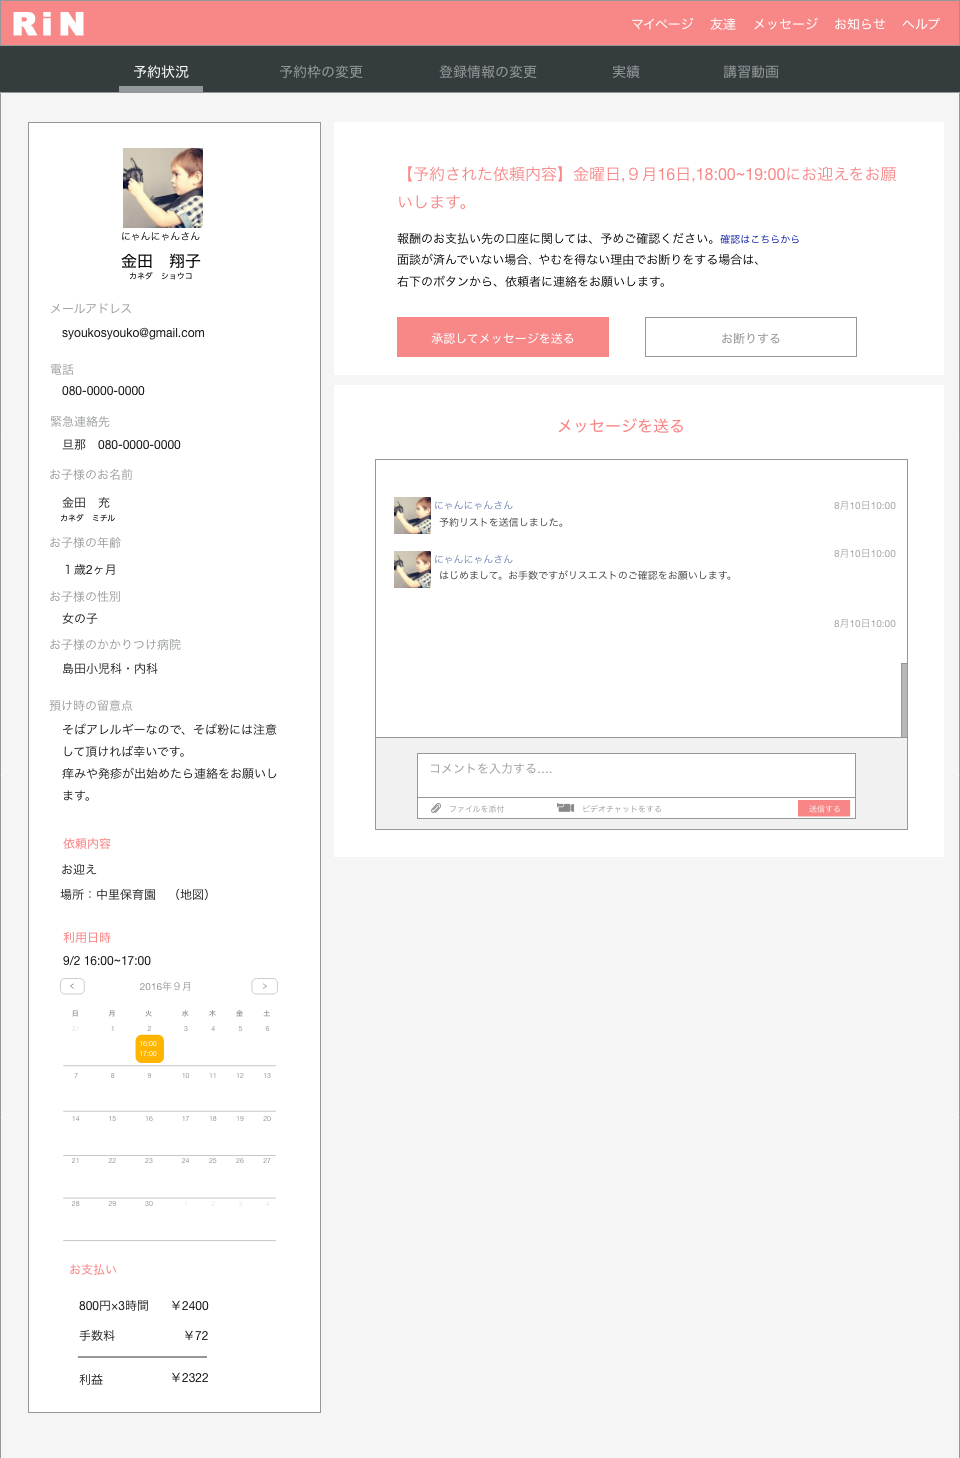 RiN
マイページ 友達 メッセージ お知らせ ヘルプ
予約状況 予約枠の変更 登録情報の変更 実績 講習動画
にゃんにゃんさん
金田　翔子
カネダ　ショウコ
メールアドレス
syoukosyouko@gmail.com
電話
080-0000-0000
緊急連絡先
旦那　080-0000-0000
お子様のお名前
金田　充
カネダ　ミチル
お子様の年齢
１歳2ヶ月
お子様の性別
女の子
お子様のかかりつけ病院
島田小児科・内科
預け時の留意点
そばアレルギーなので、そば粉には注意
して頂ければ幸いです。
痒みや発疹が出始めたら連絡をお願いし
ます。
依頼内容
お迎え
場所：中里保育園　（地図）
利用日時
9/2 16:00~17:00
< 2016年９月 >
日 月 火 水 木 金 土
31 1 2 3 4 5 6
16:00
17:00
7 8 9 10 11 12 13
14 15 16 17 18 19 20
21 22 23 24 25 26 27
28 29 30 1 2 3 4
お支払い
800円×3時間 ￥2400
手数料 ￥72
利益 ￥2322
【予約された依頼内容】金曜日,９月16日,18:00~19:00にお迎えをお願
いします。
報酬のお支払い先の口座に関しては、予めご確認ください。確認はこちらから
面談が済んでいない場合、やむを得ない理由でお断りをする場合は、
右下のボタンから、依頼者に連絡をお願いします。
承認してメッセージを送る お断りする
メッセージを送る
にゃんにゃんさん 8月10日10:00
予約リストを送信しました。
にゃんにゃんさん 8月10日10:00
はじめまして。お手数ですがリスエストのご確認をお願いします。
8月10日10:00
コメントを入力する....
ファイルを添付 ビデオチャットをする 送信する